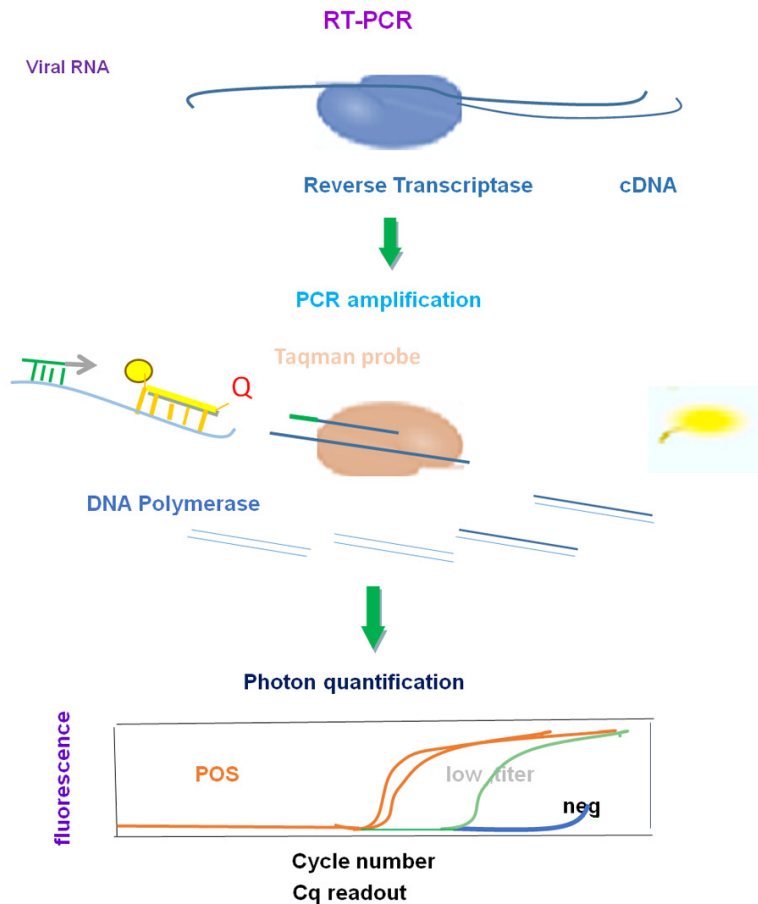 RT-PCR
Viral RNA
Reverse Transcriptase
cDNA
PCR amplification
Taqman probe
Q
DNA Polymerase
Photon quantification
fluorescence
POS
low titer
neg
Cycle number
Cq readout